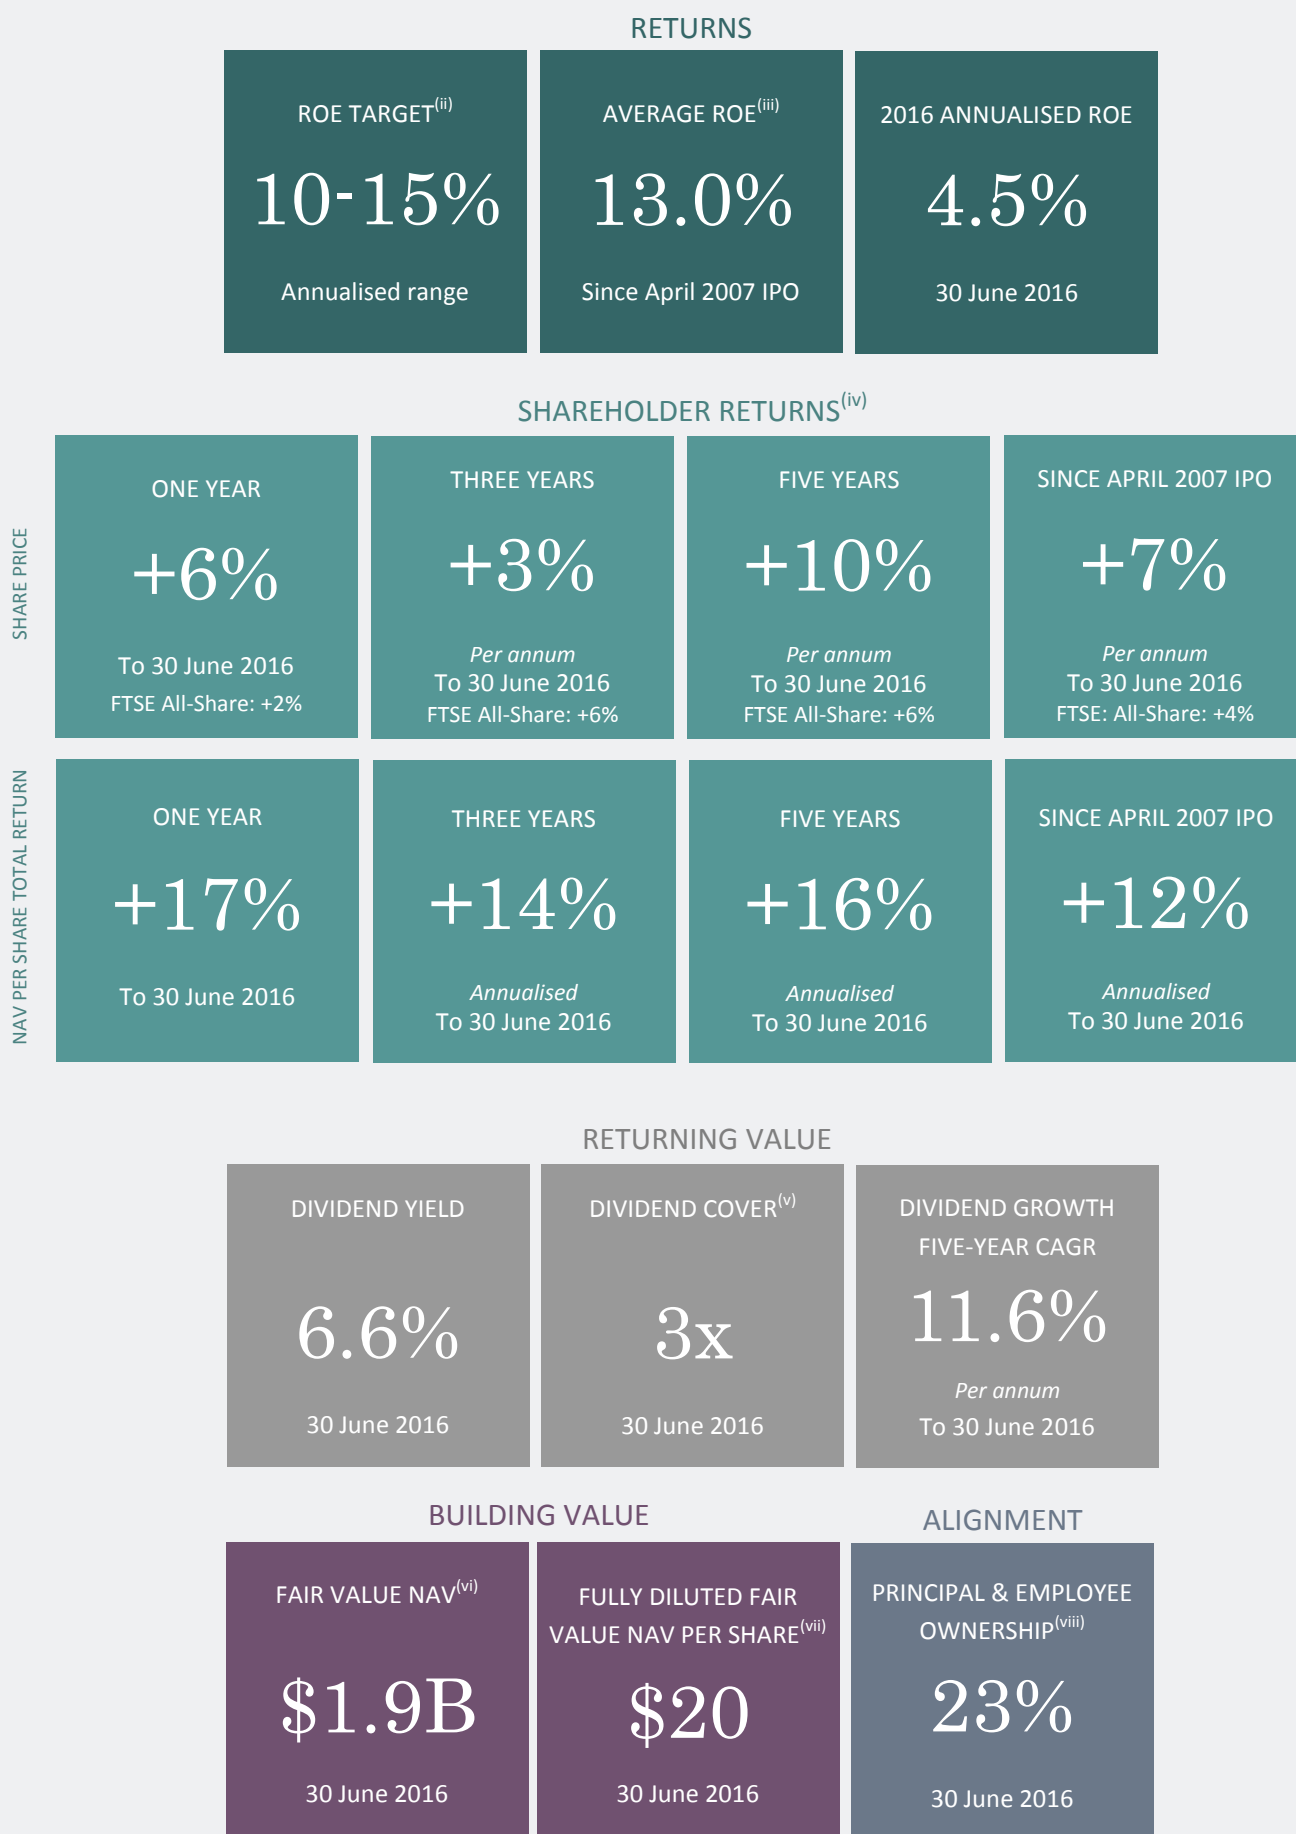 RETURNS
ROE TARGET(ii)
10-15%
Annualised range
AVERAGE ROE(iii)
13.0%
Since April 2007 IPO
2016 ANNUALISED ROE
4.5%
30 June 2016
SHAREHOLDER RETURNS(iv)
SHARE PRICE
ONE YEAR
+6%
To 30 June 2016
FTSE All-Share: +2%
THREE YEARS
+3%
Per annum
To 30 June 2016
FTSE All-Share: +6%
FIVE YEARS
+10%
Per annum
To 30 June 2016
FTSE All-Share: +6%
SINCE APRIL 2007 IPO
+7%
Per annum
To 30 June 2016
FTSE: All-Share: +4%
NAV PER SHARE TOTAL RETURN
ONE YEAR
+17%
To 30 June 2016
THREE YEARS
+14%
Annualised
To 30 June 2016
FIVE YEARS
+16%
Annualised
To 30 June 2016
SINCE APRIL 2007 IPO
+12%
Annualised
To 30 June 2016
RETURNING VALUE
DIVIDEND YIELD
6.6%
30 June 2016
DIVIDEND COVER(v)
3x
30 June 2016
DIVIDEND GROWTH
FIVE-YEAR CAGR
11.6%
Per annum
To 30 June 2016
BUILDING VALUE
FAIR VALUE NAV(vi)
$1.9B
30 June 2016
FULLY DILUTED FAIR
VALUE NAV PER SHARE(vii)
$20
30 June 2016
ALIGNMENT
PRINCIPAL & EMPLOYEE
OWNERSHIP(viii)
23%
30 June 2016